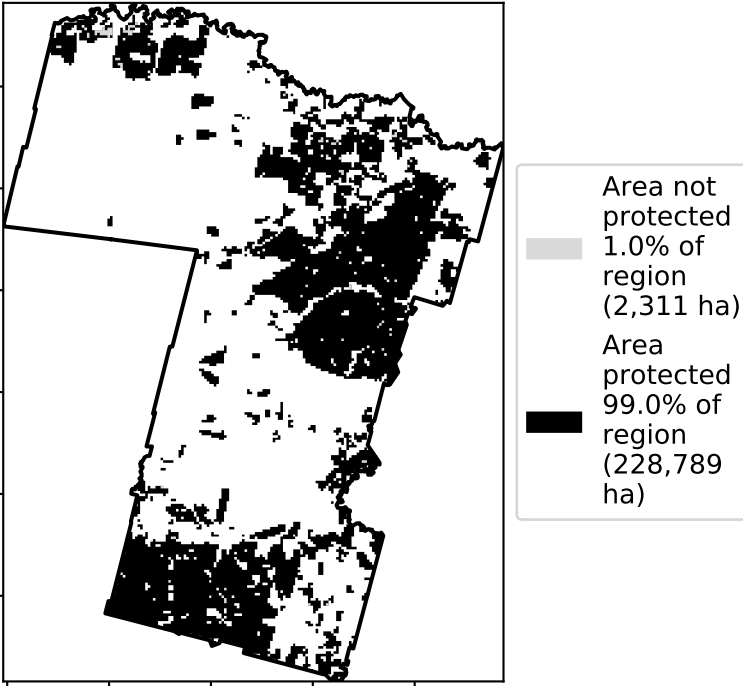 Area not
protected
1.0% of
region
(2,311 ha)
Area
protected
99.0% of
region
(228,789
ha)